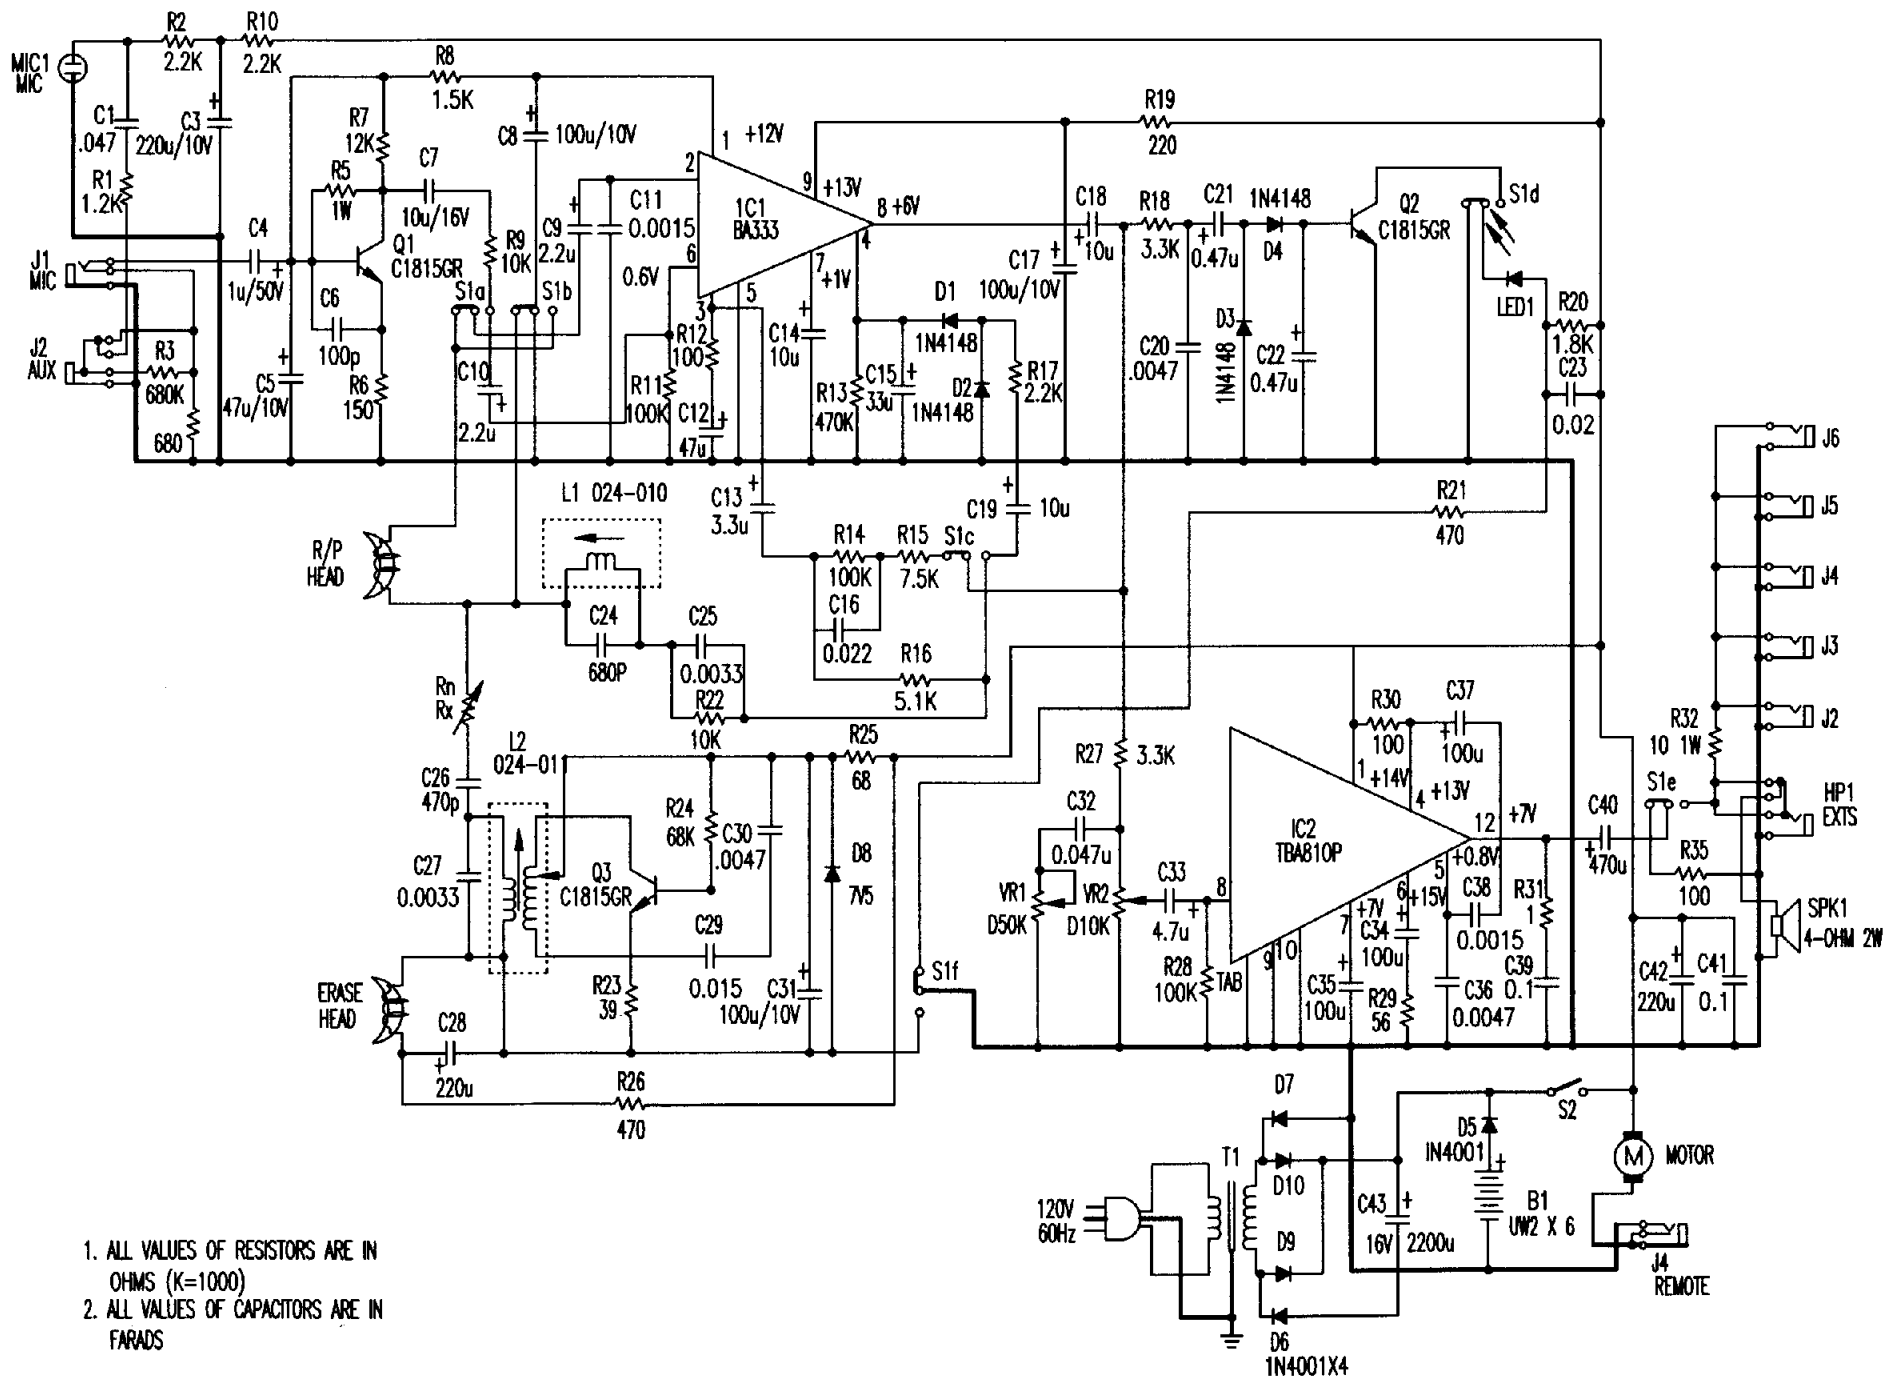 R2
2.2K
R10
2.2K
MIC1
MIC
C1
.047
C3
220u/10V
+
R1
1.2K
R8
1.5K
R7
12K
R5
1W
C7
10u/16V
C8
+
100u/10V
R9
10K
Q1
C1815GR
C4
1u/50V
+
J1
MIC
C6
100p
J2
AUX
R3
680K
680
C5
47u/10V
+
R6
150
S1a
S1b
C10
+
2.2u
C9
+
2.2u
C11
0.0015
0.6V
1
+12V
2
9
+13V
1C1
BA333
8 +6V
4
6
7
+1V
5
3
R12
100
R11
100K
C12
+
47u
C14
+
10u
R13
470K
C15
+
33u
D1
1N4148
D2
1N4148
R17
2.2K
C17
+
100u/10V
R19
220
C18
+
10u
R18
3.3K
C21
+
0.47u
1N4148
D4
Q2
C1815GR
S1d
LED1
R20
1.8K
C23
0.02
C20
.0047
D3
1N4148
C22
+
0.47u
L1 024-010
C13
+
3.3u
C19
+
10u
R14
100K
R15
7.5K
S1c
C16
0.022
R16
5.1K
R21
470
R/P
HEAD
C24
680P
C25
0.0033
R22
10K
Rn
Rx
L2
024-011
R25
68
C26
470p
C27
0.0033
Q3
C1815GR
R24
68K
C30
.0047
D8
7V5
C29
0.015
R23
39
C31
+
100u/10V
ERASE
HEAD
C28
+
220u
R26
470
S1f
R27
3.3K
C32
0.047u
VR1
D50K
VR2
D10K
C33
+
4.7u
R28
100K
8
IC2
TBA810P
TAB
9
10
1
+14V
4
+13V
R30
100
C37
+
100u
12
+7V
+0.8V
5
6
+15V
+7V
7
C34
+
100u
C35
+
100u
R29
56
C38
0.0015
C36
0.0047
R31
1
C39
0.1
C40
+
470u
S1e
R35
100
R32
10 1W
J6
J5
J4
J3
J2
HP1
EXTS
SPK1
4-OHM 2W
C42
+
220u
C41
0.1
D7
D10
T1
120V
60Hz
D9
D6
1N4001X4
C43
+
16V
2200u
D5
IN4001
+
B1
UW2 X 6
S2
M
MOTOR
J4
REMOTE
1. ALL VALUES OF RESISTORS ARE IN
OHMS (K=1000)
2. ALL VALUES OF CAPACITORS ARE IN
FARADS